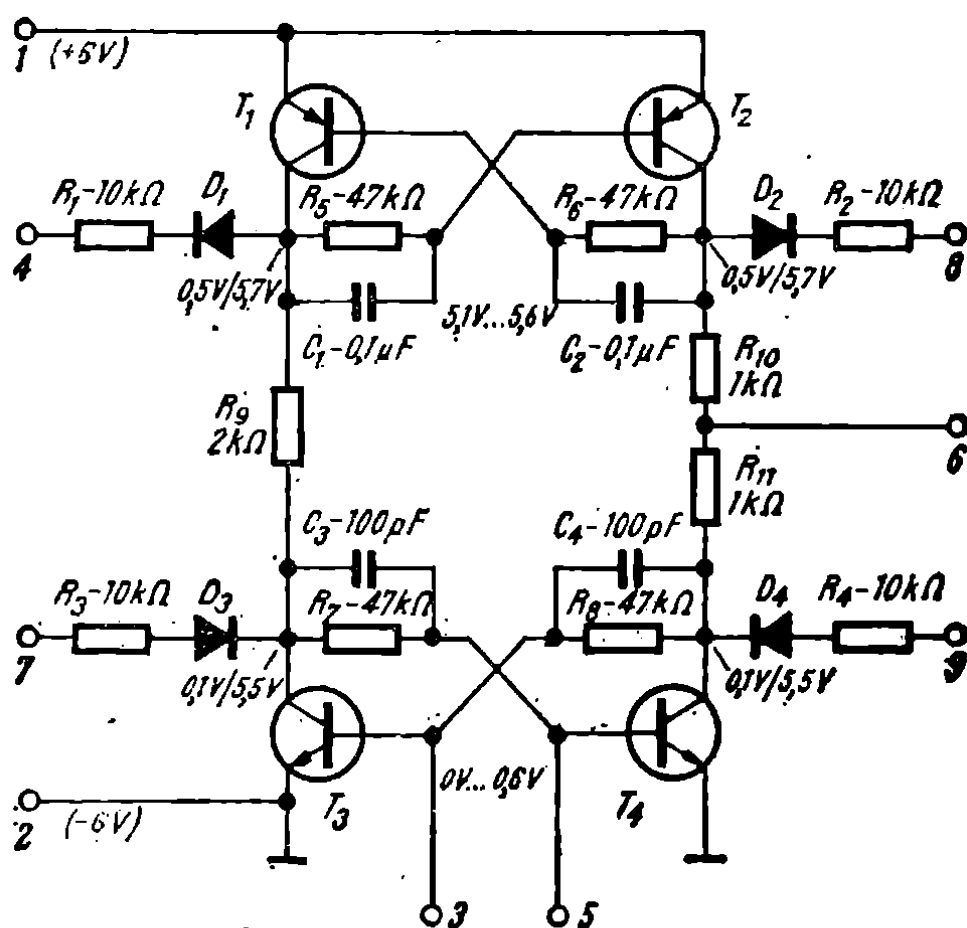 1 (+6V)
T₁
T₂
R₁-10kΩ
D₁
R₅-47kΩ
R₆-47kΩ
D₂
R₂-10kΩ
4
8
0,5V/5,7V
0,5V/5,7V
5,1V...5,6V
C₁-0,1μF
C₂-0,1μF
R₁₀
1kΩ
R₉
2kΩ
6
R₁₁
1kΩ
C₃-100pF
C₄-100pF
R₃-10kΩ
D₃
R₇-47kΩ
R₈-47kΩ
D₄
R₄-10kΩ
7
9
0,1V/5,5V
0,1V/5,5V
0V...0,6V
T₃
T₄
2 (-6V)
3
5